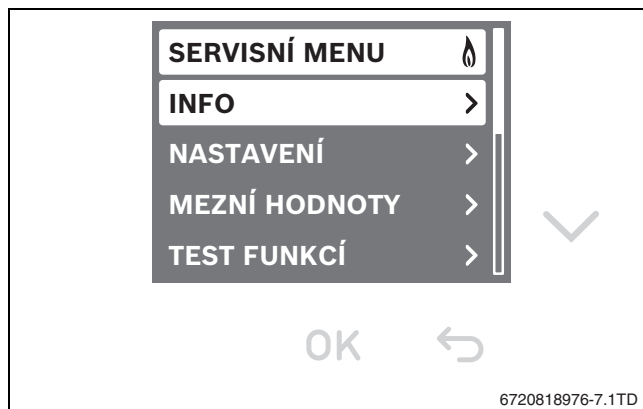 SERVISNÍ MENU
INFO
NASTAVENÍ
MEZNÍ HODNOTY
TEST FUNKCÍ
OK
6720818976-7.1TD